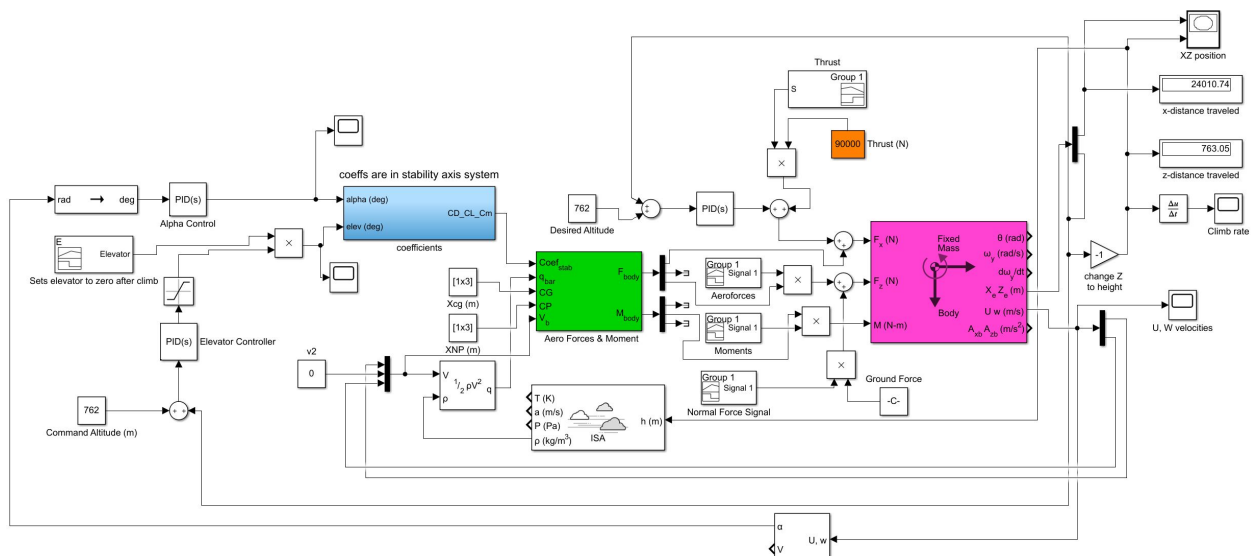 XZ position
24010.74
x-distance traveled
763.05
z-distance traveled
Δu
Δt
Climb rate
Thrust
Group 1
S
90000
Thrust (N)
×
rad
deg
PID(s)
Alpha Control
coeffs are in stability axis system
alpha (deg)
elev (deg)
CD_CL_Cm
coefficients
762
Desired Altitude
PID(s)
E
Elevator
×
Sets elevator to zero after climb
PID(s)
Elevator Controller
762
Command Altitude (m)
[1x3]
Xcg (m)
[1x3]
XNP (m)
Coef_stab
q_bar
CG
CP
V_b
F_body
M_body
Aero Forces & Moment
Group 1
Signal 1
Aeroforces
×
Group 1
Signal 1
Moments
×
Group 1
Signal 1
Normal Force Signal
×
Ground Force
-C-
F_x (N)
F_z (N)
M (N-m)
Fixed
Mass
Body
θ (rad)
ω_y (rad/s)
dω_y/dt
X_e Z_e (m)
U w (m/s)
A_xb A_zb (m/s²)
-1
change Z
to height
U, W velocities
v2
0
V
ρ
½ ρV²
q
T (K)
a (m/s)
P (Pa)
ρ (kg/m³)
ISA
h (m)
α
V
U, w